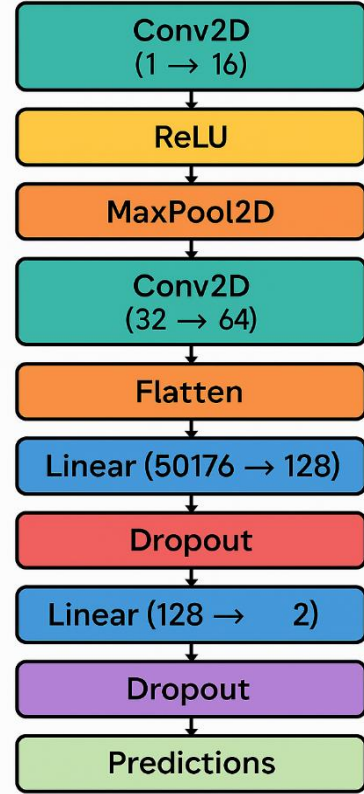 Conv2D
(1 → 16)
ReLU
MaxPool2D
Conv2D
(32 → 64)
Flatten
Linear (50176 → 128)
Dropout
Linear (128 → 2)
Dropout
Predictions